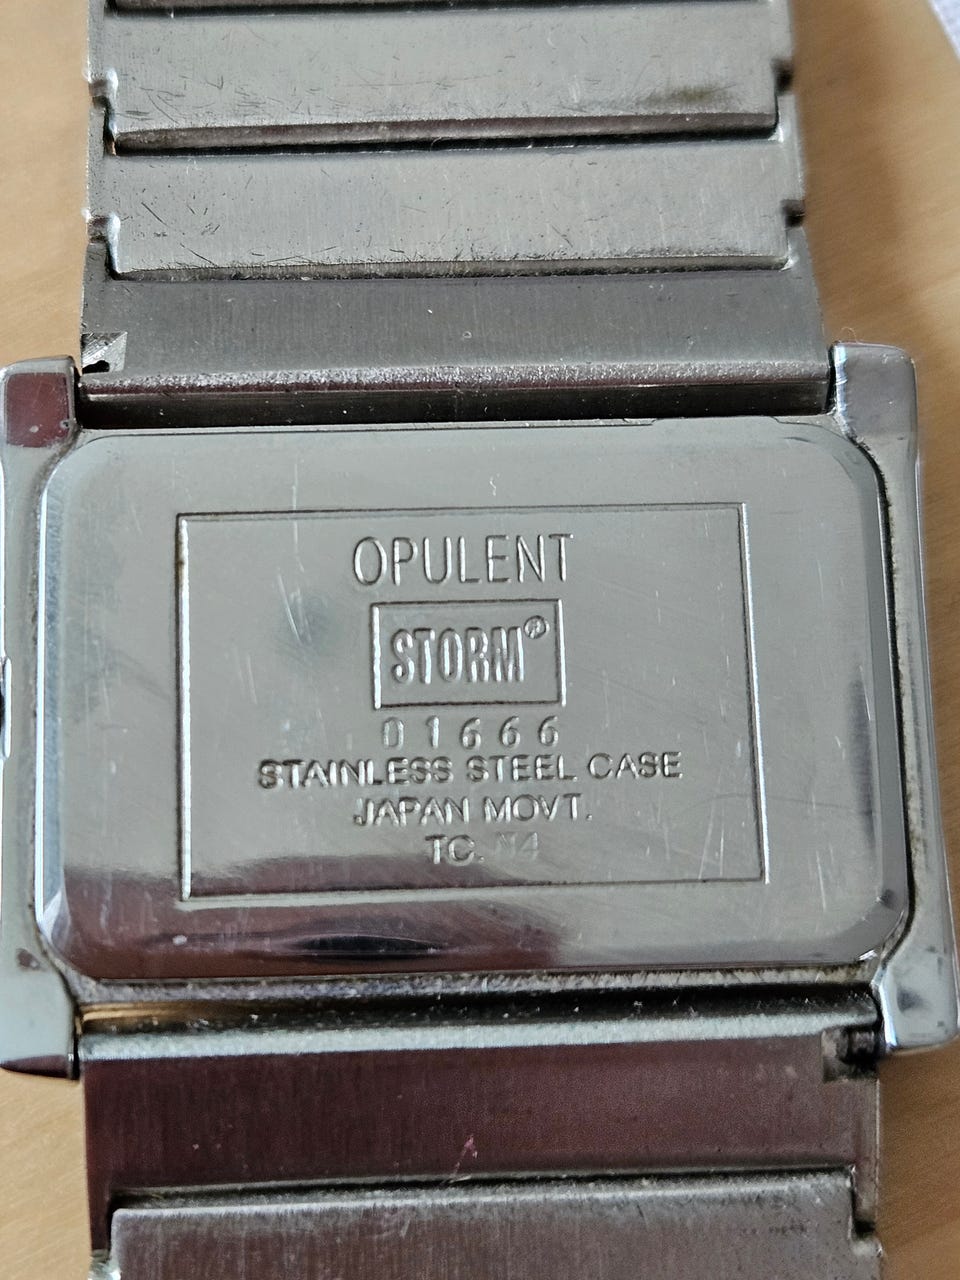 OPULENT
STORM®
01666
STAINLESS STEEL CASE
JAPAN MOVT.
TC.